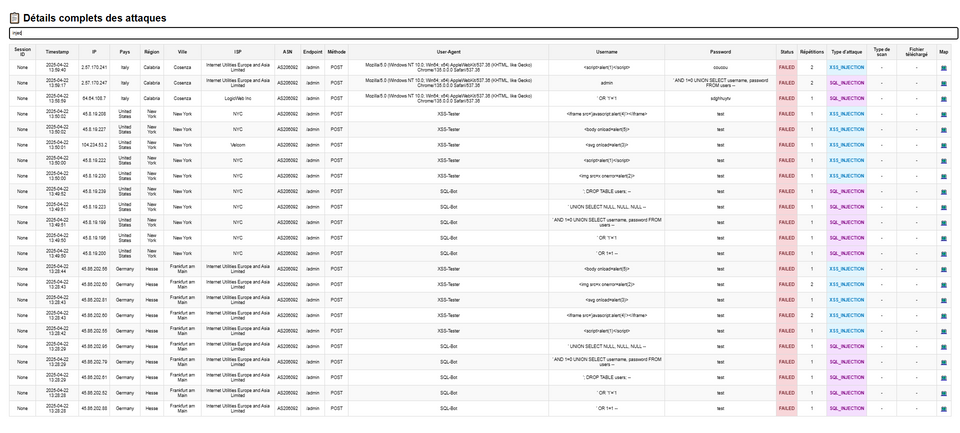 📋 Détails complets des attaques
injec
Session ID Timestamp IP Pays Région Ville ISP ASN Endpoint Méthode User-Agent Username Password Status Répétitions Type d'attaque Type de scan Fichier téléchargé Map
None 2025-04-22 13:59:40 2.57.170.241 Italy Calabria Cosenza Internet Utilities Europe and Asia Limited AS206092 /admin POST Mozilla/5.0 (Windows NT 10.0; Win64; x64) AppleWebKit/537.36 (KHTML, like Gecko) Chrome/136.0.0.0 Safari/537.36 <script>alert(1)</script> coucou FAILED 2 XSS_INJECTION - -
None 2025-04-22 13:59:17 2.57.170.247 Italy Calabria Cosenza Internet Utilities Europe and Asia Limited AS206092 /admin POST Mozilla/5.0 (Windows NT 10.0; Win64; x64) AppleWebKit/537.36 (KHTML, like Gecko) Chrome/136.0.0.0 Safari/537.36 admin ' AND 1=0 UNION SELECT username, password FROM users -- FAILED 2 SQL_INJECTION - -
None 2025-04-22 13:58:59 64.64.108.7 Italy Calabria Cosenza LogicWeb Inc AS206092 /admin POST Mozilla/5.0 (Windows NT 10.0; Win64; x64) AppleWebKit/537.36 (KHTML, like Gecko) Chrome/136.0.0.0 Safari/537.36 ' OR '1'='1 FAILED 1 SQL_INJECTION - -
None 2025-04-22 13:50:02 45.8.19.208 United States New York New York NYC AS206092 /admin POST XSS-Tester <iframe src='javascript:alert(4)'></iframe> test FAILED 1 XSS_INJECTION - -
None 2025-04-22 13:50:02 45.8.19.227 United States New York New York NYC AS206092 /admin POST XSS-Tester <body onload=alert(5)> test FAILED 1 XSS_INJECTION - -
None 2025-04-22 13:50:01 104.234.53.2 United States New York New York Velcom AS206092 /admin POST XSS-Tester <svg onload=alert(3)> test FAILED 1 XSS_INJECTION - -
None 2025-04-22 13:50:00 45.8.19.222 United States New York New York NYC AS206092 /admin POST XSS-Tester <script>alert(1)</script> test FAILED 1 XSS_INJECTION - -
None 2025-04-22 13:50:00 45.8.19.230 United States New York New York NYC AS206092 /admin POST XSS-Tester <img src=x onerror=alert(2)> test FAILED 1 XSS_INJECTION - -
None 2025-04-22 13:49:52 45.8.19.239 United States New York New York NYC AS206092 /admin POST SQL-Bot '; DROP TABLE users; -- test FAILED 1 SQL_INJECTION - -
None 2025-04-22 13:49:51 45.8.19.223 United States New York New York NYC AS206092 /admin POST SQL-Bot ' UNION SELECT NULL, NULL, NULL -- test FAILED 1 SQL_INJECTION - -
None 2025-04-22 13:49:51 45.8.19.199 United States New York New York NYC AS206092 /admin POST SQL-Bot ' AND 1=0 UNION SELECT username, password FROM users -- test FAILED 1 SQL_INJECTION - -
None 2025-04-22 13:49:50 45.8.19.195 United States New York New York NYC AS206092 /admin POST SQL-Bot ' OR '1'='1 test FAILED 1 SQL_INJECTION - -
None 2025-04-22 13:49:50 45.8.19.200 United States New York New York NYC AS206092 /admin POST SQL-Bot ' OR 1=1 -- test FAILED 1 SQL_INJECTION - -
None 2025-04-22 13:28:44 45.86.202.56 Germany Hesse Frankfurt am Main Internet Utilities Europe and Asia Limited AS206092 /admin POST XSS-Tester <body onload=alert(5)> test FAILED 1 XSS_INJECTION - -
None 2025-04-22 13:28:43 45.86.202.60 Germany Hesse Frankfurt am Main Internet Utilities Europe and Asia Limited AS206092 /admin POST XSS-Tester <img src=x onerror=alert(2)> test FAILED 2 XSS_INJECTION - -
None 2025-04-22 13:28:43 45.86.202.81 Germany Hesse Frankfurt am Main Internet Utilities Europe and Asia Limited AS206092 /admin POST XSS-Tester <svg onload=alert(3)> test FAILED 1 XSS_INJECTION - -
None 2025-04-22 13:28:43 45.86.202.60 Germany Hesse Frankfurt am Main Internet Utilities Europe and Asia Limited AS206092 /admin POST XSS-Tester <iframe src='javascript:alert(4)'></iframe> test FAILED 2 XSS_INJECTION - -
None 2025-04-22 13:28:42 45.86.202.55 Germany Hesse Frankfurt am Main Internet Utilities Europe and Asia Limited AS206092 /admin POST XSS-Tester <script>alert(1)</script> test FAILED 1 XSS_INJECTION - -
None 2025-04-22 13:28:29 45.86.202.95 Germany Hesse Frankfurt am Main Internet Utilities Europe and Asia Limited AS206092 /admin POST SQL-Bot ' UNION SELECT NULL, NULL, NULL -- test FAILED 1 SQL_INJECTION - -
None 2025-04-22 13:28:29 45.86.202.79 Germany Hesse Frankfurt am Main Internet Utilities Europe and Asia Limited AS206092 /admin POST SQL-Bot ' AND 1=0 UNION SELECT username, password FROM users -- test FAILED 1 SQL_INJECTION - -
None 2025-04-22 13:28:29 45.86.202.61 Germany Hesse Frankfurt am Main Internet Utilities Europe and Asia Limited AS206092 /admin POST SQL-Bot '; DROP TABLE users; -- test FAILED 1 SQL_INJECTION - -
None 2025-04-22 13:28:28 45.86.202.52 Germany Hesse Frankfurt am Main Internet Utilities Europe and Asia Limited AS206092 /admin POST SQL-Bot ' OR '1'='1 test FAILED 1 SQL_INJECTION - -
None 2025-04-22 13:28:28 45.86.202.88 Germany Hesse Frankfurt am Main Internet Utilities Europe and Asia Limited AS206092 /admin POST SQL-Bot ' OR 1=1 -- test FAILED 1 SQL_INJECTION - -